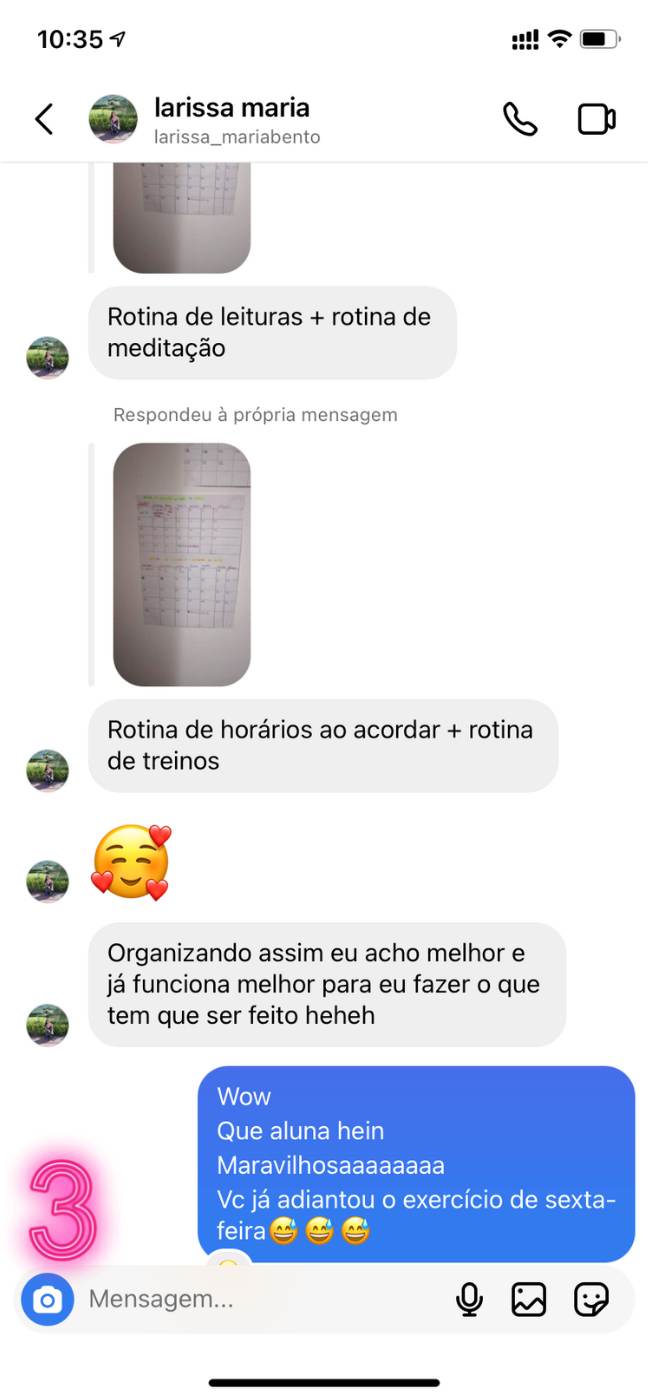 10:35
larissa maria
larissa_mariabento
Rotina de leituras + rotina de
meditação
Respondeu à própria mensagem
Rotina de horários ao acordar + rotina
de treinos
Organizando assim eu acho melhor e
já funciona melhor para eu fazer o que
tem que ser feito heheh
Wow
Que aluna hein
Maravilhosaaaaaaaa
Vc já adiantou o exercício de sexta-
feira😅😅😅
3
Mensagem...